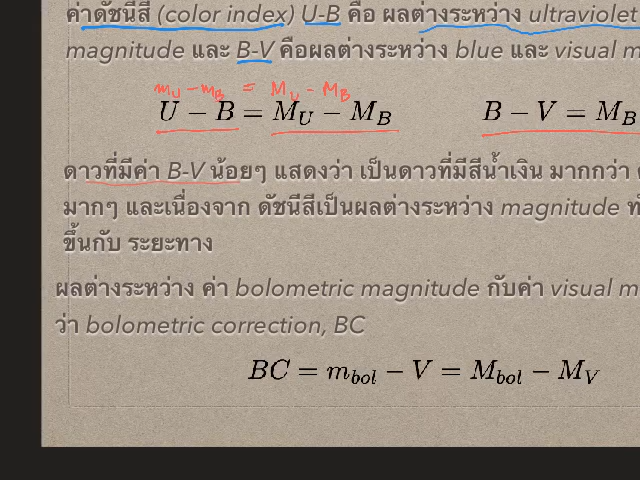 ค่าดัชนีสี (color index) U-B คือ ผลต่างระหว่าง ultraviolet
magnitude และ B-V คือผลต่างระหว่าง blue และ visual m
m_U - m_B = M_U - M_B
U − B = M_U − M_B B − V = M_B
ดาวที่มีค่า B-V น้อยๆ แสดงว่า เป็นดาวที่มีสีน้ำเงิน มากกว่า
มากๆ และเนื่องจาก ดัชนีสีเป็นผลต่างระหว่าง magnitude
ขึ้นกับ ระยะทาง
ผลต่างระหว่าง ค่า bolometric magnitude กับค่า visual m
ว่า bolometric correction, BC
BC = m_{bol} − V = M_{bol} − M_V